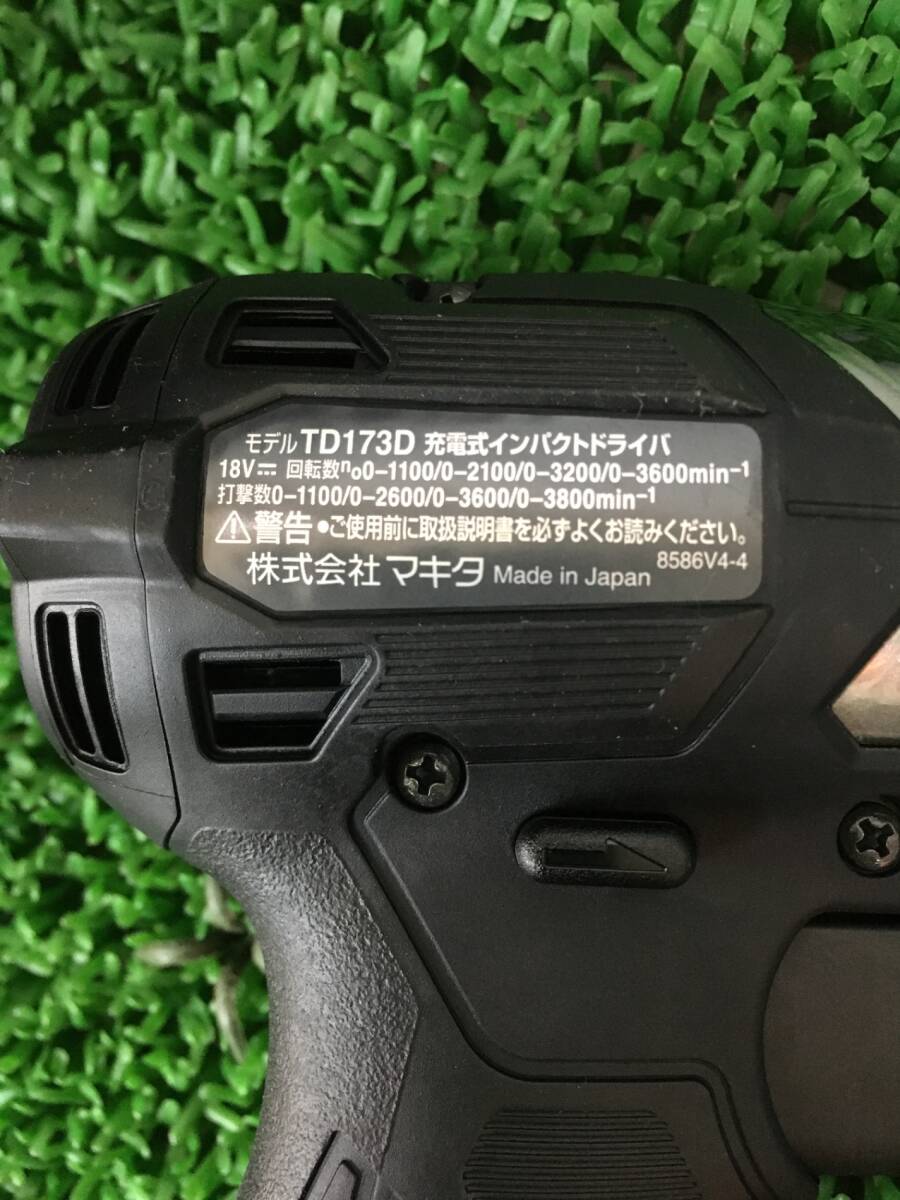 モデル TD173D 充電式インパクトドライバ
18V⎓ 回転数n₀0-1100/0-2100/0-3200/0-3600min⁻¹
打撃数0-1100/0-2600/0-3600/0-3800min⁻¹
⚠警告 •ご使用前に取扱説明書を必ずよくお読みください。
株式会社 マキタ Made in Japan 8586V4-4